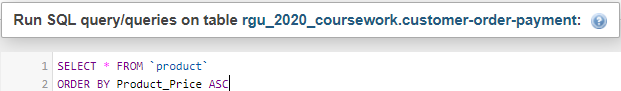 Run SQL query/queries on table rgu_2020_coursework.customer-order-payment:
1 SELECT * FROM `product`
2 ORDER BY Product_Price ASC